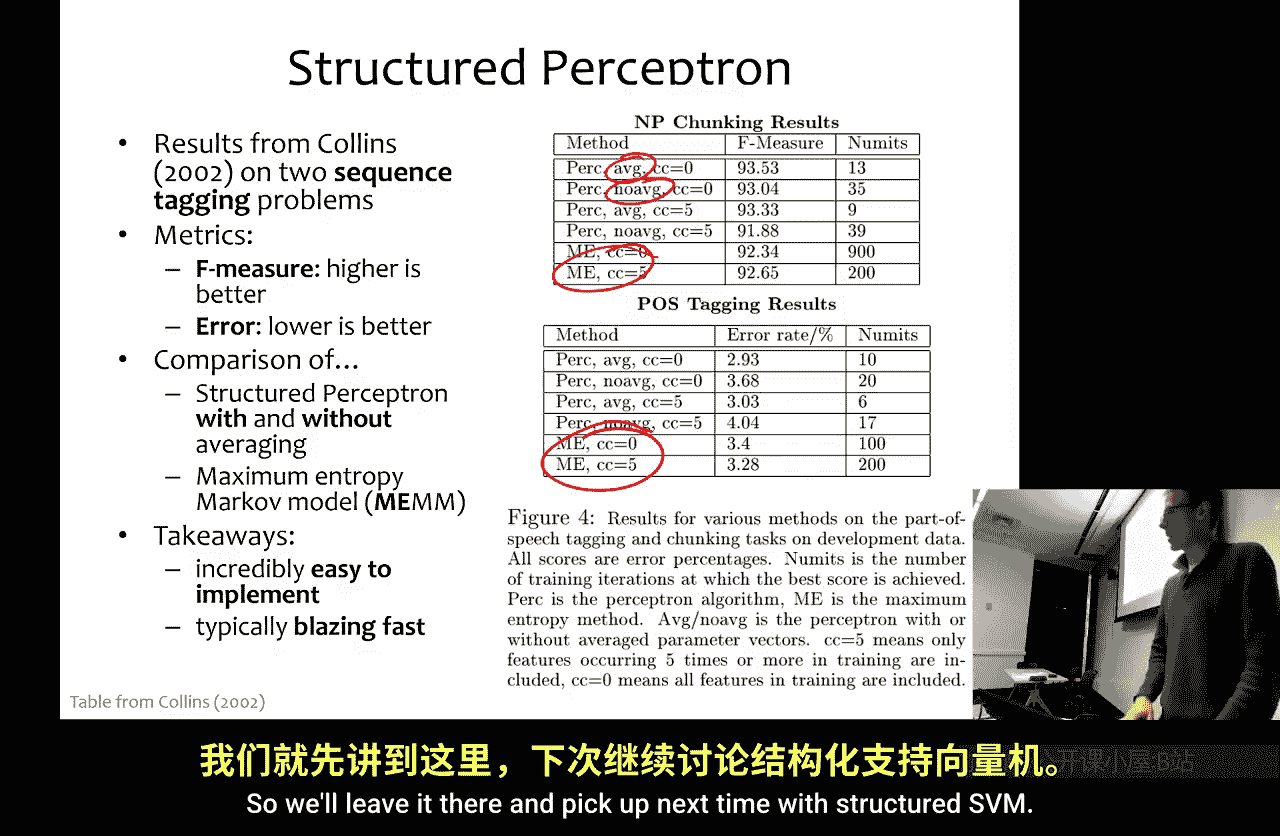 Structured Perceptron
• Results from Collins
(2002) on two sequence
tagging problems
• Metrics:
– F-measure: higher is
better
– Error: lower is better
• Comparison of…
– Structured Perceptron
with and without
averaging
– Maximum entropy
Markov model (MEMM)
• Takeaways:
– incredibly easy to
implement
– typically blazing fast
Table from Collins (2002)
NP Chunking Results
Method F-Measure Numits
Perc, avg, cc=0 93.53 13
Perc, noavg, cc=0 93.04 35
Perc, avg, cc=5 93.33 9
Perc, noavg, cc=5 91.88 39
ME, cc=0 92.34 900
ME, cc=5 92.65 200
POS Tagging Results
Method Error rate/% Numits
Perc, avg, cc=0 2.93 10
Perc, noavg, cc=0 3.68 20
Perc, avg, cc=5 3.03 6
Perc, noavg, cc=5 4.04 17
ME, cc=0 3.4 100
ME, cc=5 3.28 200
Figure 4: Results for various methods on the part-of-
speech tagging and chunking tasks on development data.
All scores are error percentages. Numits is the number
of training iterations at which the best score is achieved.
Perc is the perceptron algorithm, ME is the maximum
entropy method. Avg/noavg is the perceptron with or
without averaged parameter vectors. cc=5 means only
features occurring 5 times or more in training are in-
cluded, cc=0 means all features in training are included.
我们就先讲到这里，下次继续讨论结构化支持向量机。
开课小屋 B站
So we'll leave it there and pick up next time with structured SVM.